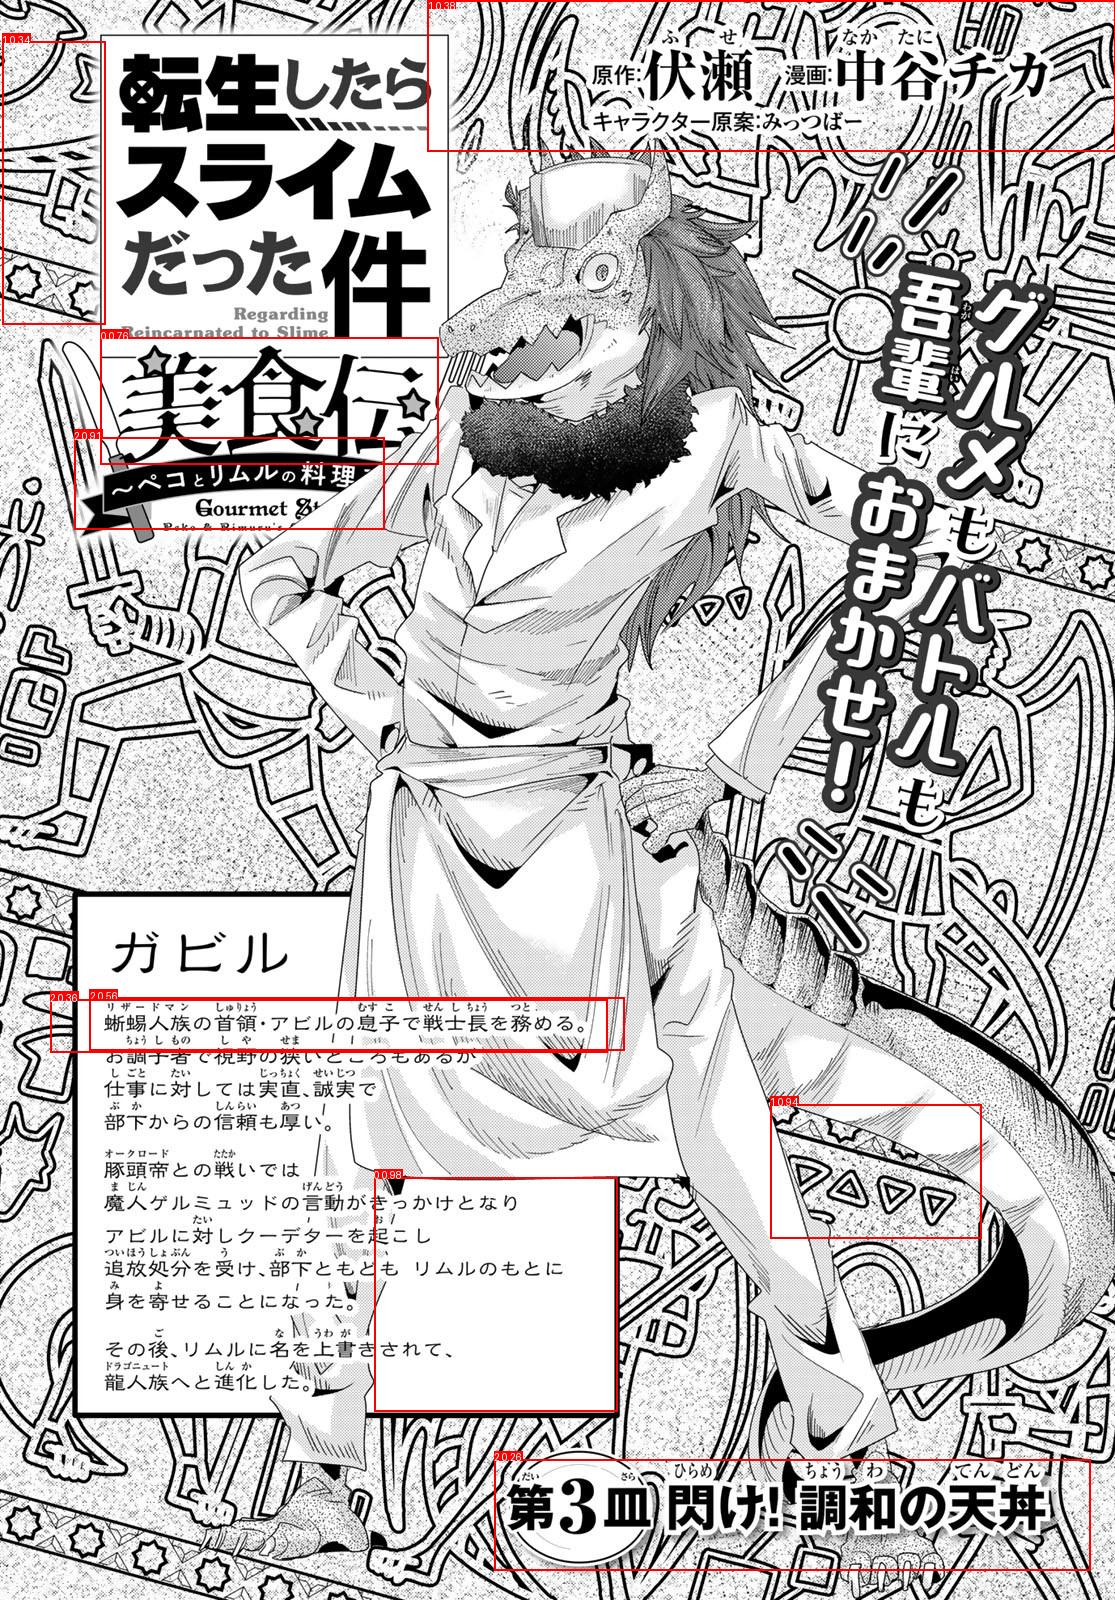 原作:伏瀬 漫画:中谷チカ
キャラクター原案:みっつばー
転生したら
スライム
だった件
Regarding
Reincarnated to Slime
美食伝
~ペコとリムルの料理
Gourmet
Peko & Rimuru's
グルメもバトルも
吾輩におまかせ!
ガビル
蜥蜴人族の首領・アビルの息子で戦士長を務める。
お調子者で視野の狭いところもあるが
仕事に対しては実直、誠実で
部下からの信頼も厚い。
豚頭帝との戦いでは
魔人ゲルミュッドの言動がきっかけとなり
アビルに対しクーデターを起こし
追放処分を受け、部下ともども リムルのもとに
身を寄せることになった。
その後、リムルに名を上書きされて、
龍人族へと進化した。
第3皿 閃け! 調和の天丼
1034
1038
0076
2091
2036
2056
1094
0098
2026